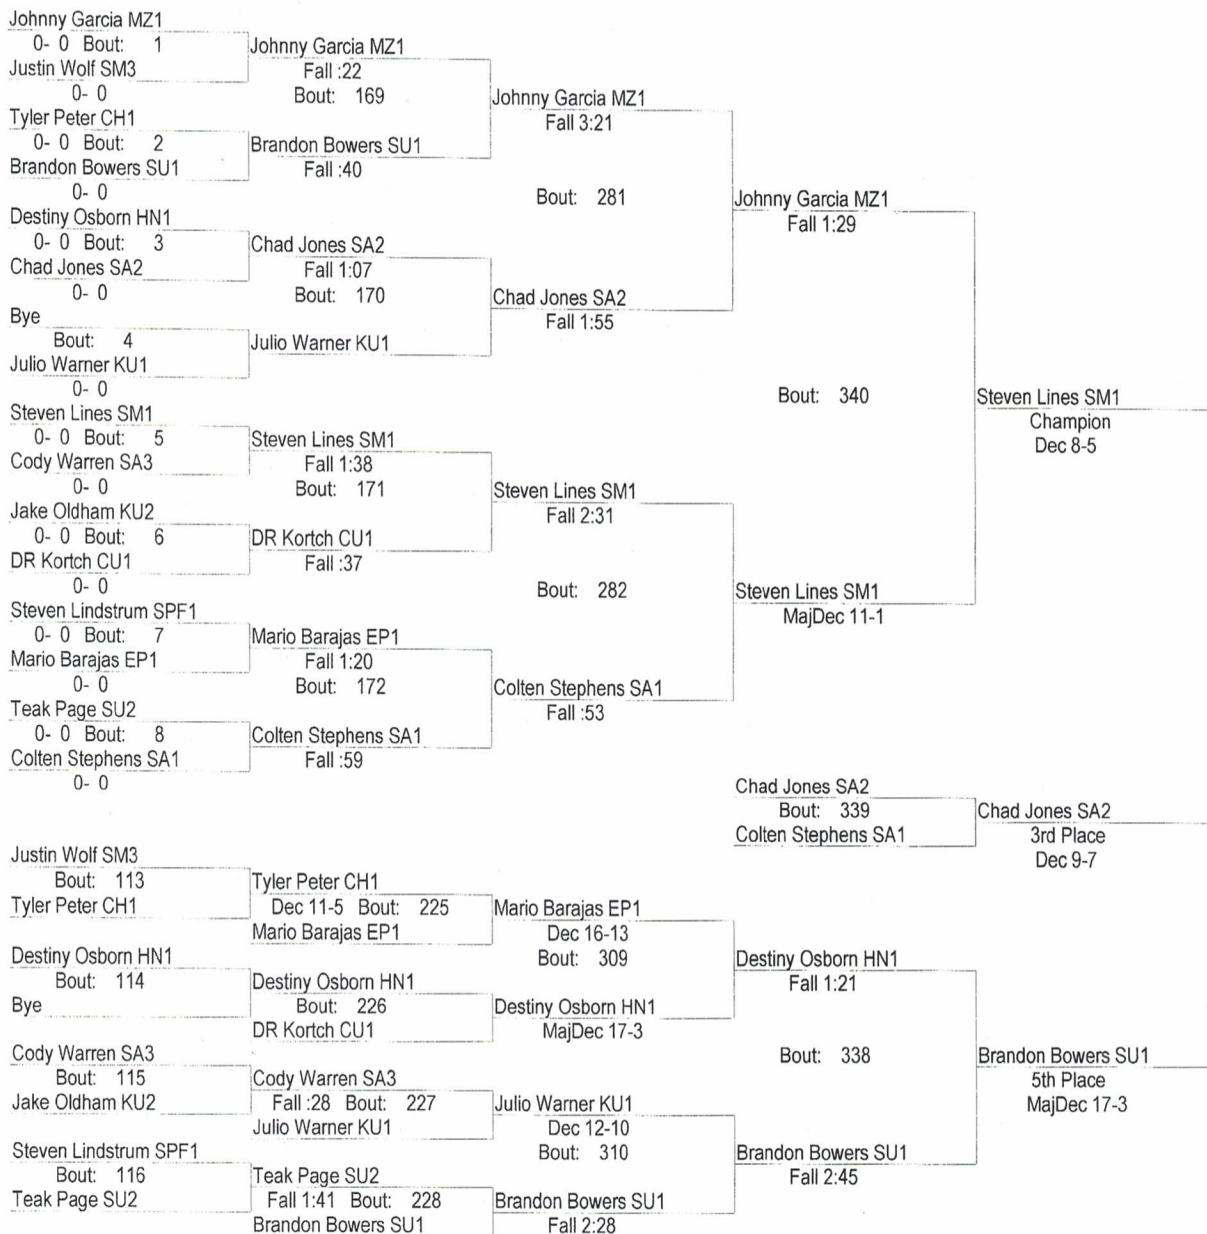 Johnny Garcia MZ1
0- 0 Bout: 1
Justin Wolf SM3
0- 0
Tyler Peter CH1
0- 0 Bout: 2
Brandon Bowers SU1
0- 0
Destiny Osborn HN1
0- 0 Bout: 3
Chad Jones SA2
0- 0
Bye
Bout: 4
Julio Warner KU1
0- 0
Steven Lines SM1
0- 0 Bout: 5
Cody Warren SA3
0- 0
Jake Oldham KU2
0- 0 Bout: 6
DR Kortch CU1
0- 0
Steven Lindstrum SPF1
0- 0 Bout: 7
Mario Barajas EP1
0- 0
Teak Page SU2
0- 0 Bout: 8
Colten Stephens SA1
0- 0
Johnny Garcia MZ1
Fall :22
Bout: 169
Brandon Bowers SU1
Fall :40
Chad Jones SA2
Fall 1:07
Bout: 170
Julio Warner KU1
Steven Lines SM1
Fall 1:38
Bout: 171
DR Kortch CU1
Fall :37
Mario Barajas EP1
Fall 1:20
Bout: 172
Colten Stephens SA1
Fall :59
Johnny Garcia MZ1
Fall 3:21
Bout: 281
Chad Jones SA2
Fall 1:55
Steven Lines SM1
Fall 2:31
Bout: 282
Colten Stephens SA1
Fall :53
Johnny Garcia MZ1
Fall 1:29
Bout: 340
Steven Lines SM1
MajDec 11-1
Steven Lines SM1
Champion
Dec 8-5
Chad Jones SA2
Bout: 339
Colten Stephens SA1
Chad Jones SA2
3rd Place
Dec 9-7
Justin Wolf SM3
Bout: 113
Tyler Peter CH1
Destiny Osborn HN1
Bout: 114
Bye
Cody Warren SA3
Bout: 115
Jake Oldham KU2
Steven Lindstrum SPF1
Bout: 116
Teak Page SU2
Tyler Peter CH1
Dec 11-5 Bout: 225
Mario Barajas EP1
Destiny Osborn HN1
Bout: 226
DR Kortch CU1
Cody Warren SA3
Fall :28 Bout: 227
Julio Warner KU1
Teak Page SU2
Fall 1:41 Bout: 228
Brandon Bowers SU1
Mario Barajas EP1
Dec 16-13
Bout: 309
Destiny Osborn HN1
MajDec 17-3
Julio Warner KU1
Dec 12-10
Bout: 310
Brandon Bowers SU1
Fall 2:28
Destiny Osborn HN1
Fall 1:21
Bout: 338
Brandon Bowers SU1
Fall 2:45
Brandon Bowers SU1
5th Place
MajDec 17-3